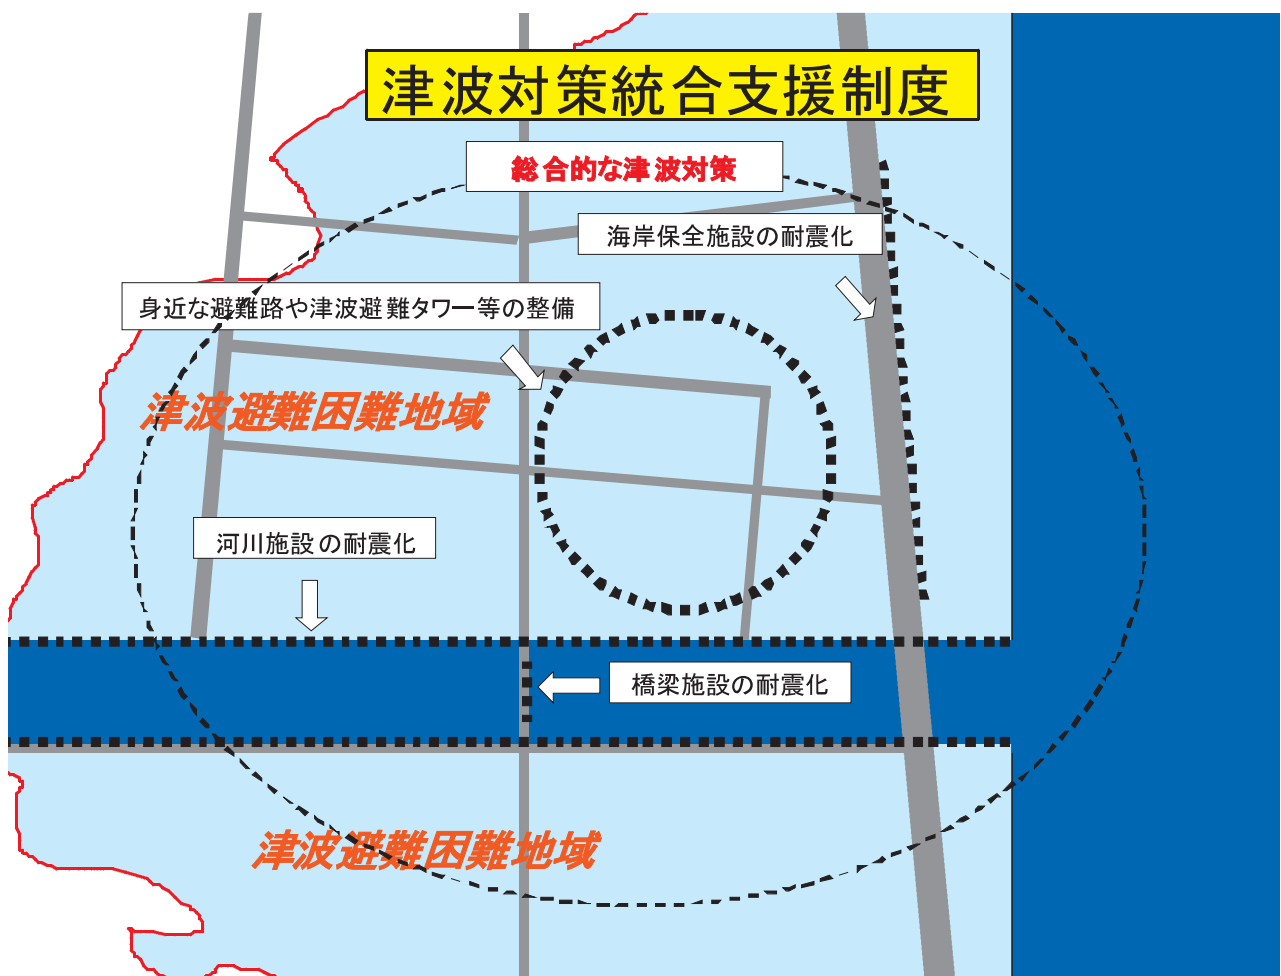 津波対策統合支援制度
総合的な津波対策
海岸保全施設の耐震化
身近な避難路や津波避難タワー等の整備
津波避難困難地域
河川施設の耐震化
橋梁施設の耐震化
津波避難困難地域